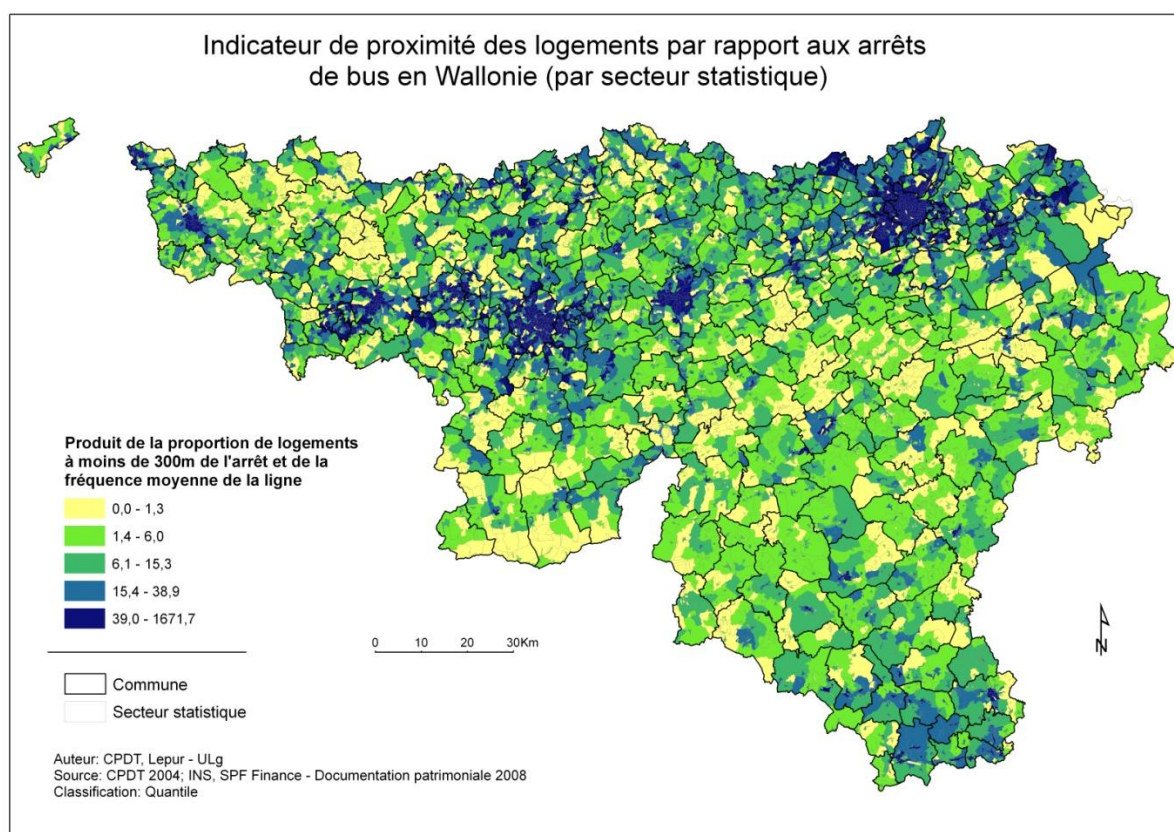 Indicateur de proximité des logements par rapport aux arrêts
de bus en Wallonie (par secteur statistique)
Produit de la proportion de logements
à moins de 300m de l'arrêt et de la
fréquence moyenne de la ligne
0,0 - 1,3
1,4 - 6,0
6,1 - 15,3
15,4 - 38,9
39,0 - 1671,7
0 10 20 30Km
Commune
Secteur statistique
N
Auteur: CPDT, Lepur - ULg
Source: CPDT 2004; INS, SPF Finance - Documentation patrimoniale 2008
Classification: Quantile